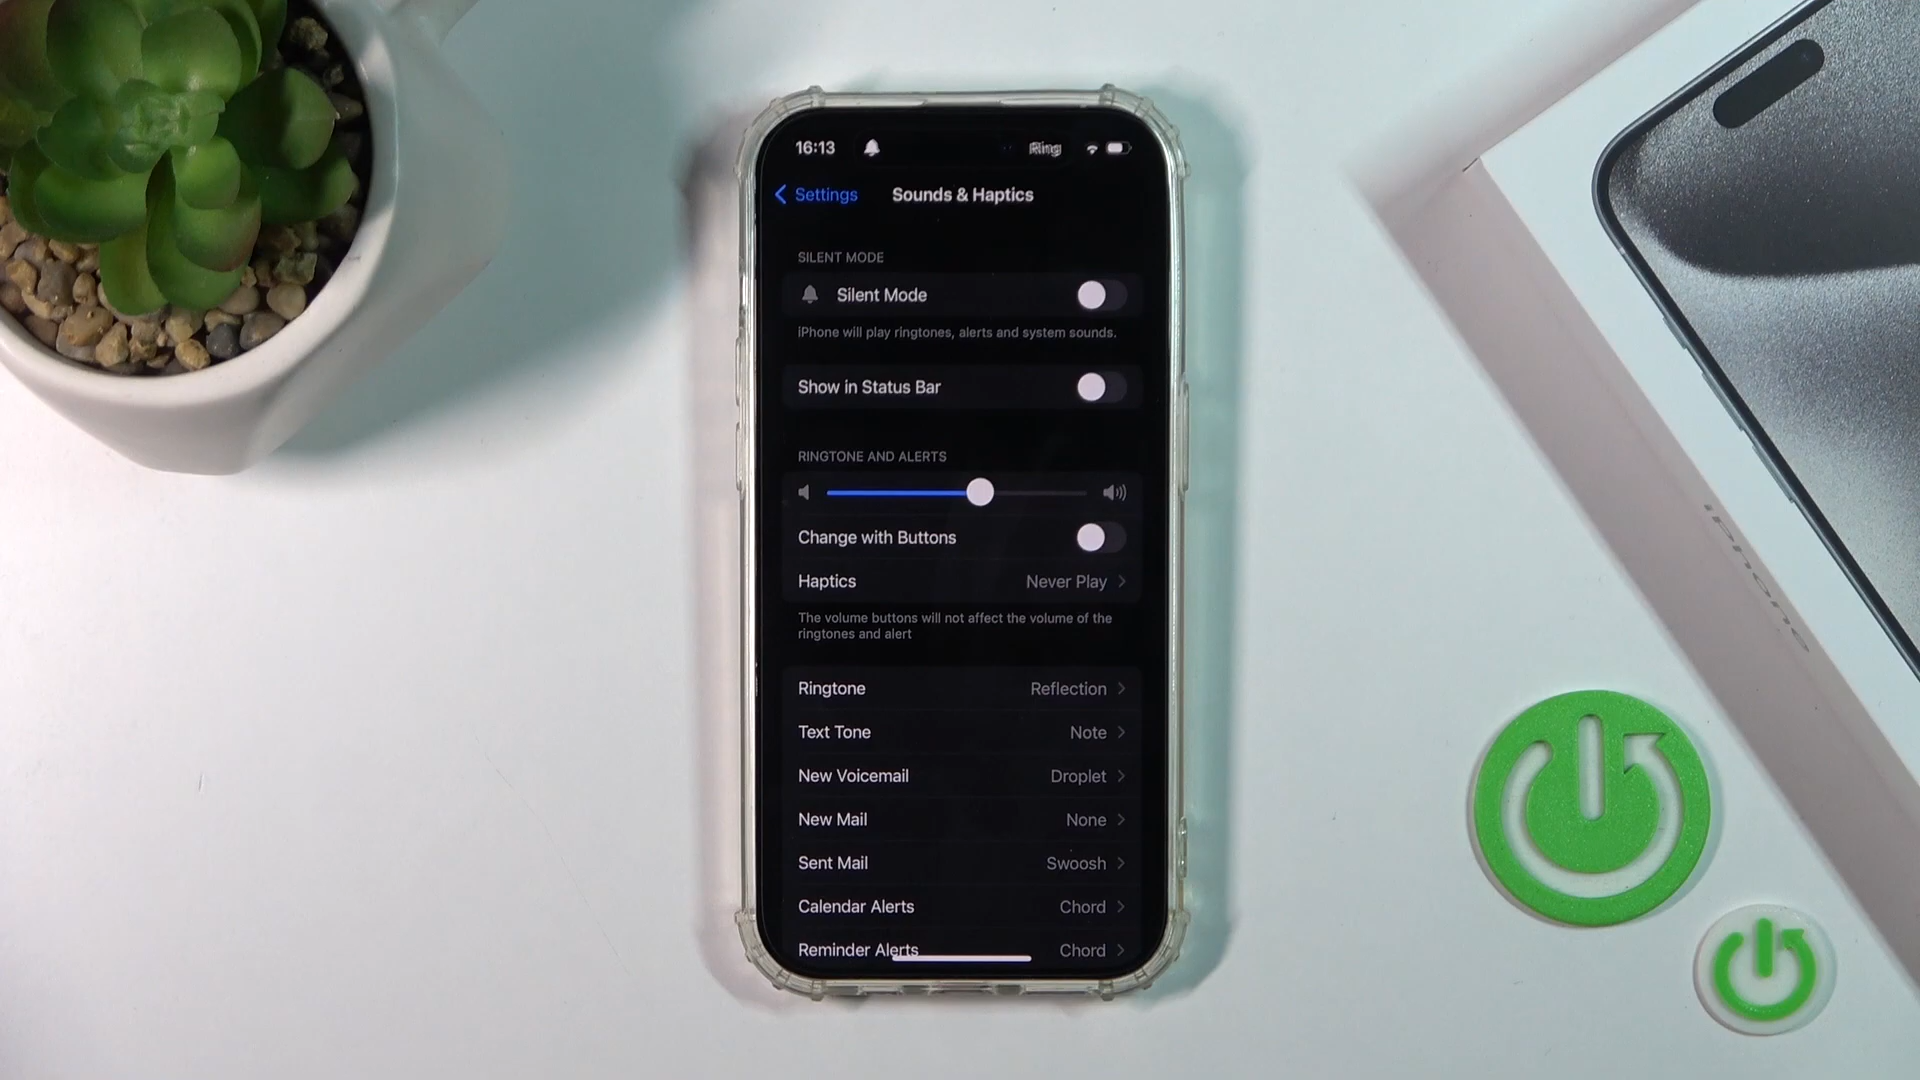 16:13 Ring
Settings Sounds & Haptics
SILENT MODE
Silent Mode
iPhone will play ringtones, alerts and system sounds.
Show in Status Bar
RINGTONE AND ALERTS
Change with Buttons
Haptics Never Play
The volume buttons will not affect the volume of the
ringtones and alert
Ringtone Reflection
Text Tone Note
New Voicemail Droplet
New Mail None
Sent Mail Swoosh
Calendar Alerts Chord
Reminder Alerts Chord
iPhone